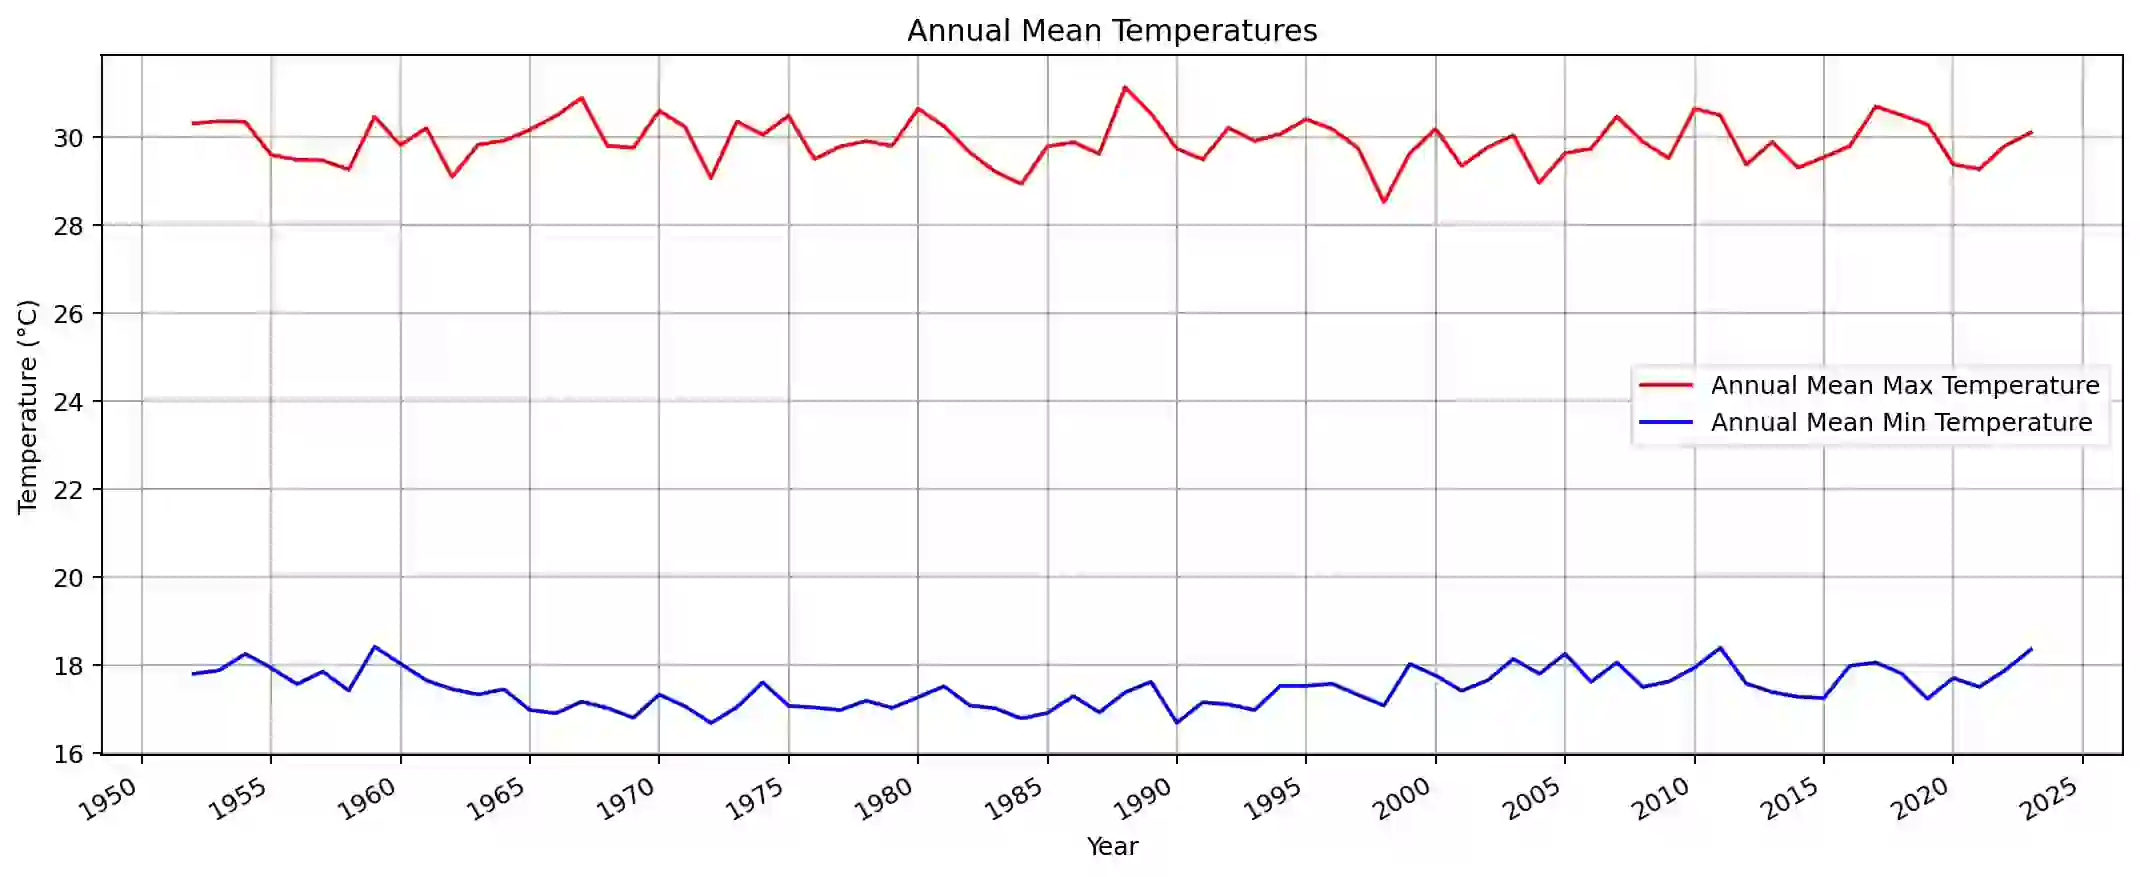 Annual Mean Temperatures
Temperature (°C)
30
28
26
24
22
20
18
16
Annual Mean Max Temperature
Annual Mean Min Temperature
1950 1955 1960 1965 1970 1975 1980 1985 1990 1995 2000 2005 2010 2015 2020 2025
Year